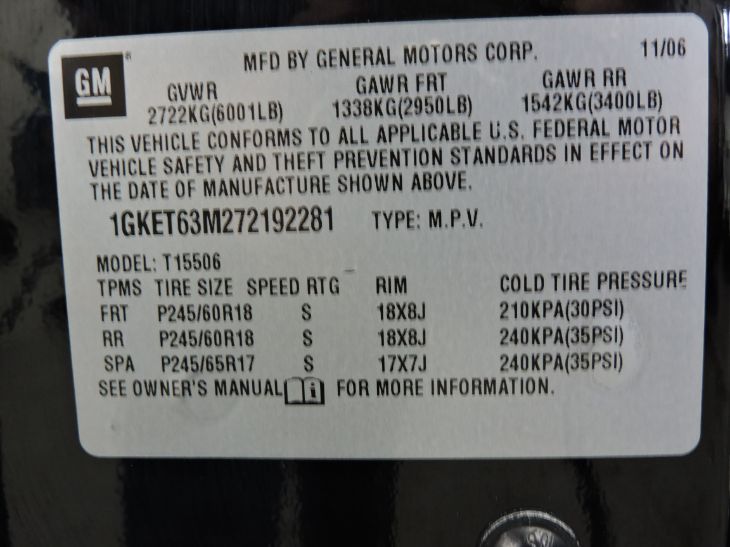 GM
MFD BY GENERAL MOTORS CORP. 11/06
GVWR GAWR FRT GAWR RR
2722KG(6001LB) 1338KG(2950LB) 1542KG(3400LB)
THIS VEHICLE CONFORMS TO ALL APPLICABLE U.S. FEDERAL MOTOR
VEHICLE SAFETY AND THEFT PREVENTION STANDARDS IN EFFECT ON
THE DATE OF MANUFACTURE SHOWN ABOVE.
1GKET63M272192281 TYPE: M.P.V.
MODEL: T15506
TPMS TIRE SIZE SPEED RTG RIM COLD TIRE PRESSURE
FRT P245/60R18 S 18X8J 210KPA(30PSI)
RR P245/60R18 S 18X8J 240KPA(35PSI)
SPA P245/65R17 S 17X7J 240KPA(35PSI)
SEE OWNER'S MANUAL i FOR MORE INFORMATION.